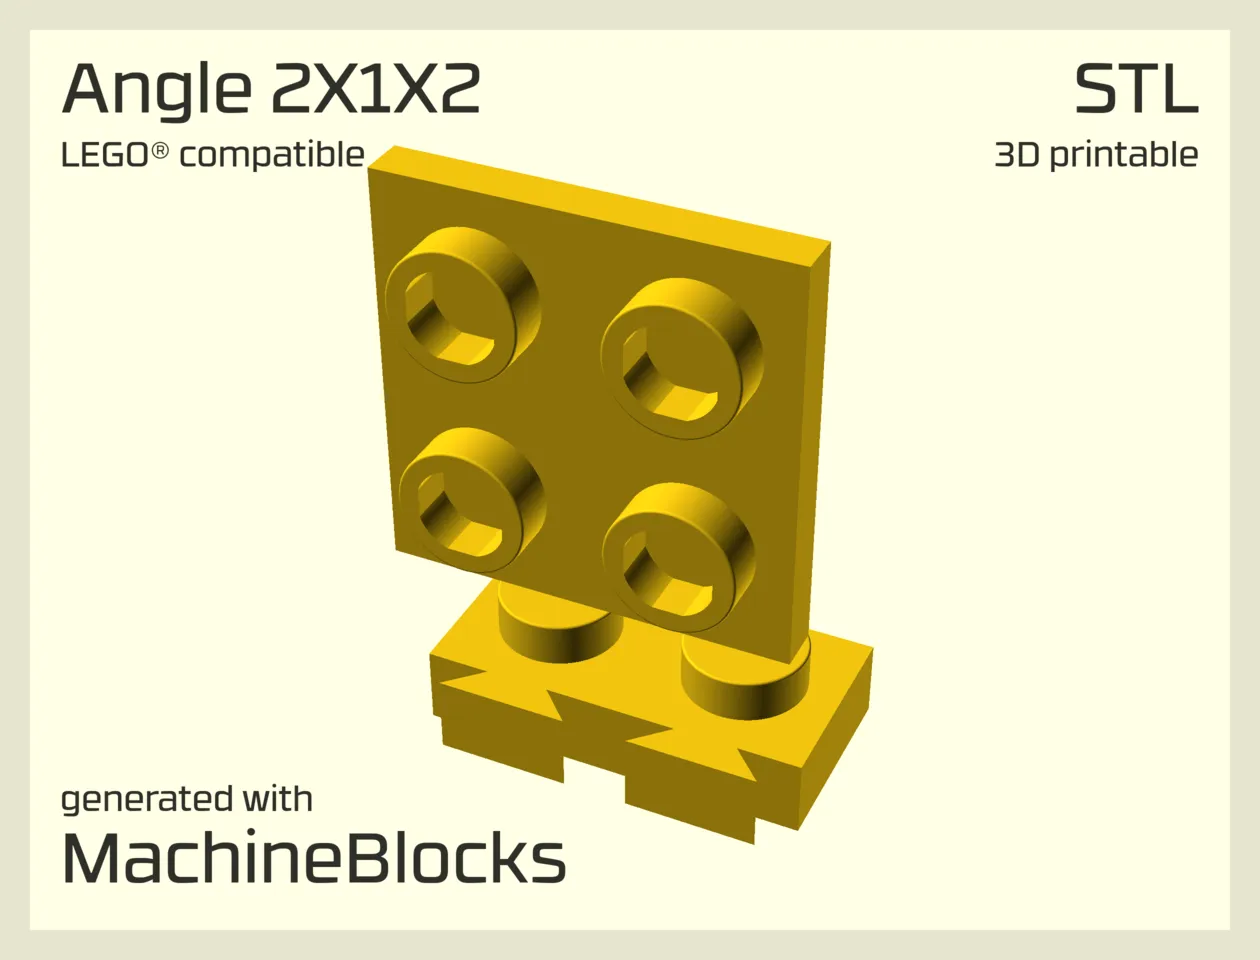 Angle 2X1X2
STL
LEGO® compatible
3D printable
generated with
MachineBlocks